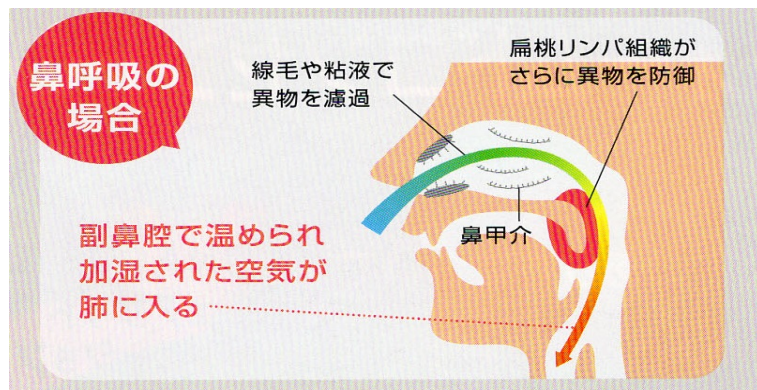 鼻呼吸の
場合
線毛や粘液で
異物を濾過
扁桃リンパ組織が
さらに異物を防御
鼻甲介
副鼻腔で温められ
加湿された空気が
肺に入る